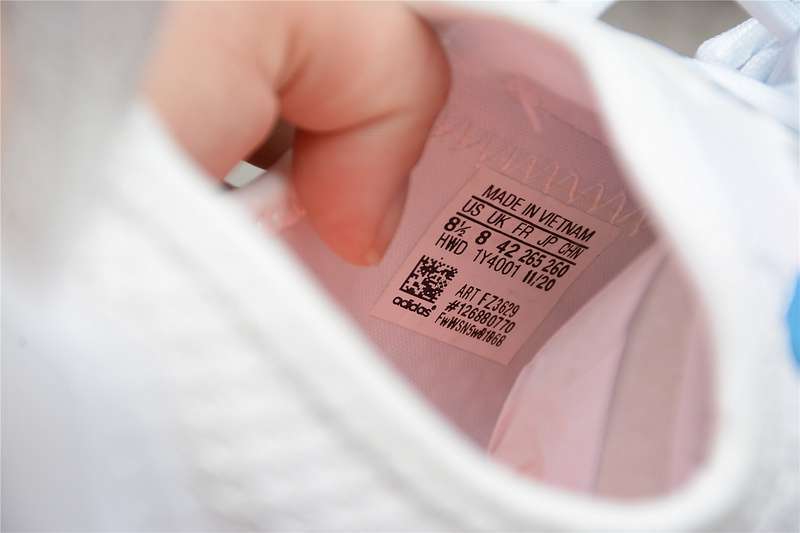 MADE IN VIETNAM
US UK FR JP CHN
8½ 8 42 265 260
HWD 1Y4001 11/20
ART FZ3629
#126880770
FwWSN5w81868
adidas®